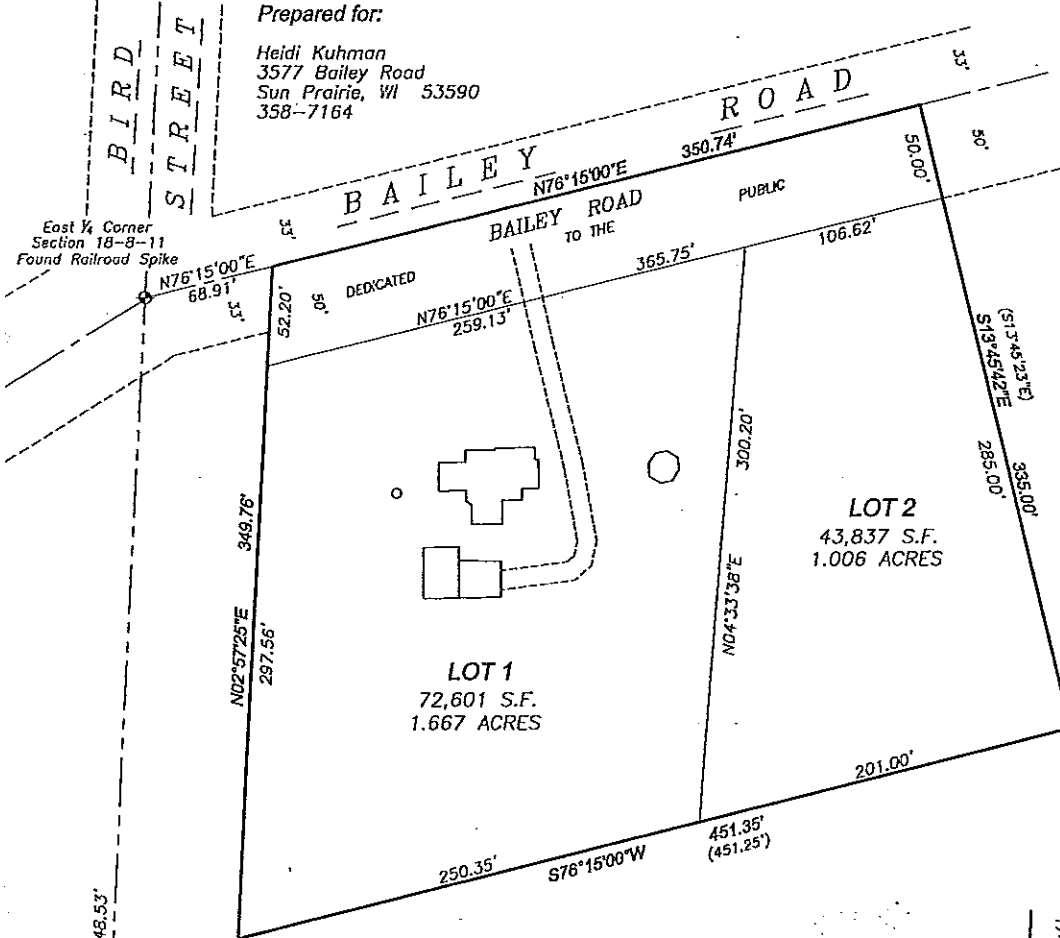 Prepared for:
Heidi Kuhman
3577 Bailey Road
Sun Prairie, WI 53590
358-7164
BIRD
STREET
BAILEY ROAD
33'
33'
N76°15'00"E
350.74'
50.00'
50'
East ¼ Corner
Section 18-8-11
Found Railroad Spike
N76°15'00"E
68.91'
33'
52.20'
50'
DEDICATED
BAILEY ROAD
TO THE
PUBLIC
N76°15'00"E
259.13'
365.75'
106.62'
(S13°45'23"E)
S13°45'42"E
285.00'
335.00'
349.76'
N02°57'25"E
297.56'
300.20'
N04°33'38"E
LOT 2
43,837 S.F.
1.006 ACRES
LOT 1
72,601 S.F.
1.667 ACRES
201.00'
451.35'
(451.25')
S76°15'00"W
250.35'
48.53'